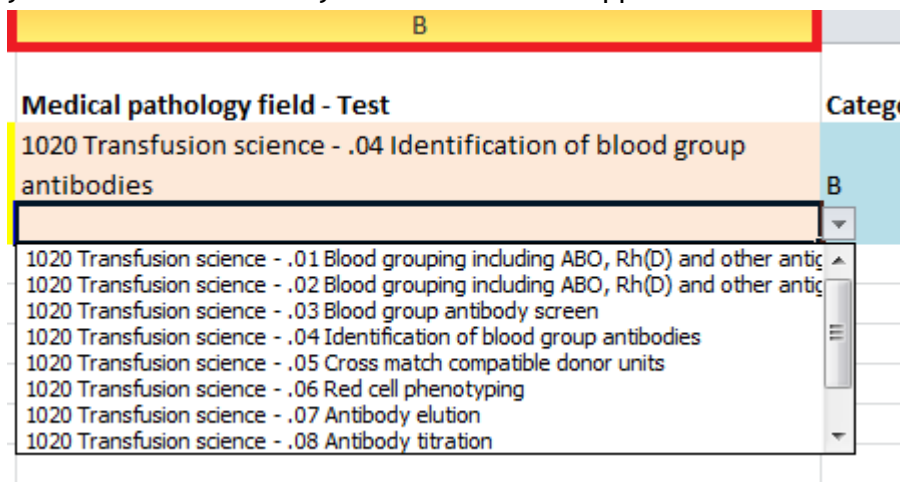 B
Medical pathology field - Test
Catego
1020 Transfusion science - .04 Identification of blood group
antibodies
B
1020 Transfusion science - .01 Blood grouping including ABO, Rh(D) and other antig
1020 Transfusion science - .02 Blood grouping including ABO, Rh(D) and other antig
1020 Transfusion science - .03 Blood group antibody screen
1020 Transfusion science - .04 Identification of blood group antibodies
1020 Transfusion science - .05 Cross match compatible donor units
1020 Transfusion science - .06 Red cell phenotyping
1020 Transfusion science - .07 Antibody elution
1020 Transfusion science - .08 Antibody titration